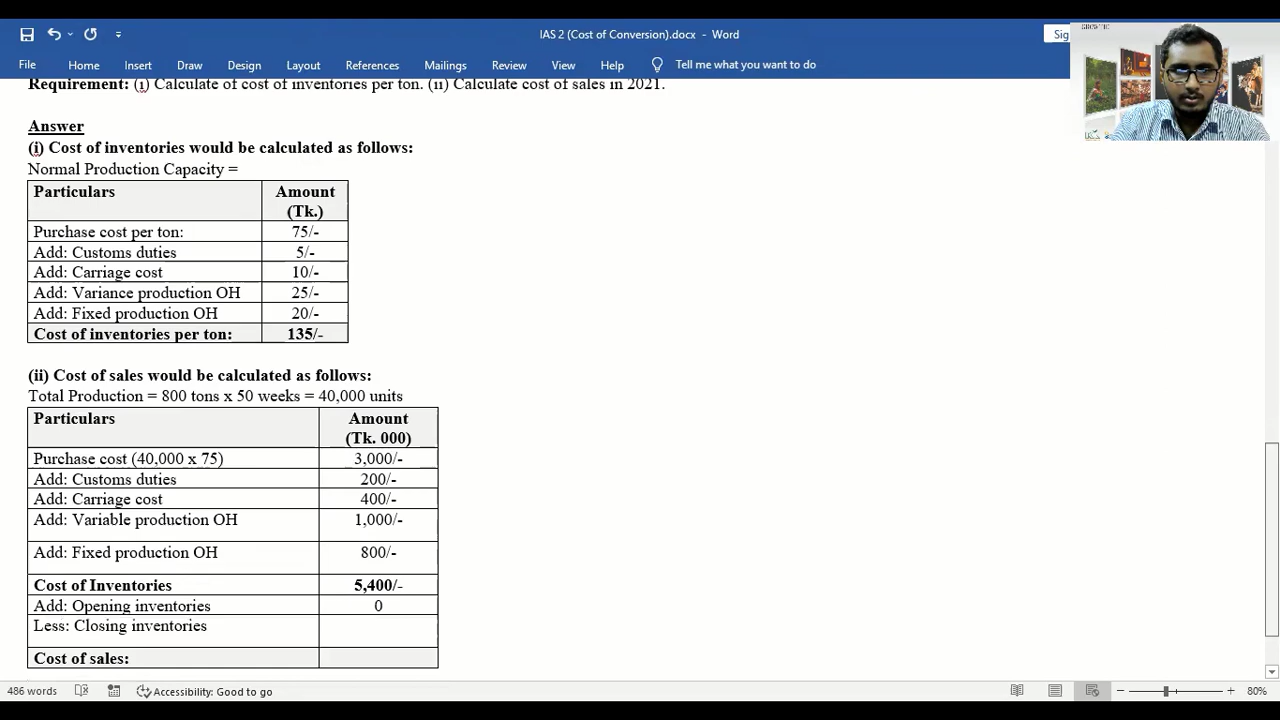 IAS 2 (Cost of Conversion).docx - Word
Sig
File Home Insert Draw Design Layout References Mailings Review View Help Tell me what you want to do
Requirement: (i) Calculate of cost of inventories per ton. (ii) Calculate cost of sales in 2021.
Answer
(i) Cost of inventories would be calculated as follows:
Normal Production Capacity =
Particulars Amount
(Tk.)
Purchase cost per ton: 75/-
Add: Customs duties 5/-
Add: Carriage cost 10/-
Add: Variance production OH 25/-
Add: Fixed production OH 20/-
Cost of inventories per ton: 135/-
(ii) Cost of sales would be calculated as follows:
Total Production = 800 tons x 50 weeks = 40,000 units
Particulars Amount
(Tk. 000)
Purchase cost (40,000 x 75) 3,000/-
Add: Customs duties 200/-
Add: Carriage cost 400/-
Add: Variable production OH 1,000/-
Add: Fixed production OH 800/-
Cost of Inventories 5,400/-
Add: Opening inventories 0
Less: Closing inventories
Cost of sales:
486 words Accessibility: Good to go 80%